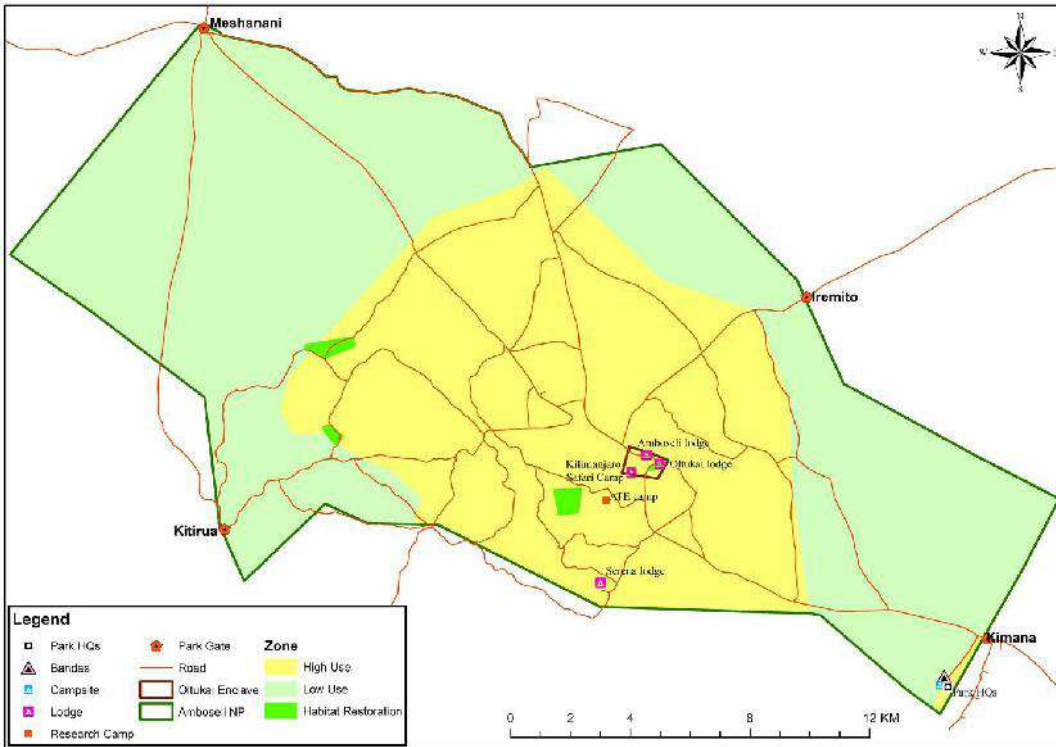 Meshanani
N
W
S
Iremito
Amboseli lodge
Oltukai lodge
Kilimanjaro
Safari Camp
ATE camp
Kitirua
Serena lodge
Kimana
Park HQs
Legend
Park HQs
Bandas
Campsite
Lodge
Research Camp
Park Gate
Road
Oltukai Enclave
Amboseli NP
Zone
High Use
Low Use
Habitat Restoration
0 2 4 8 12 KM